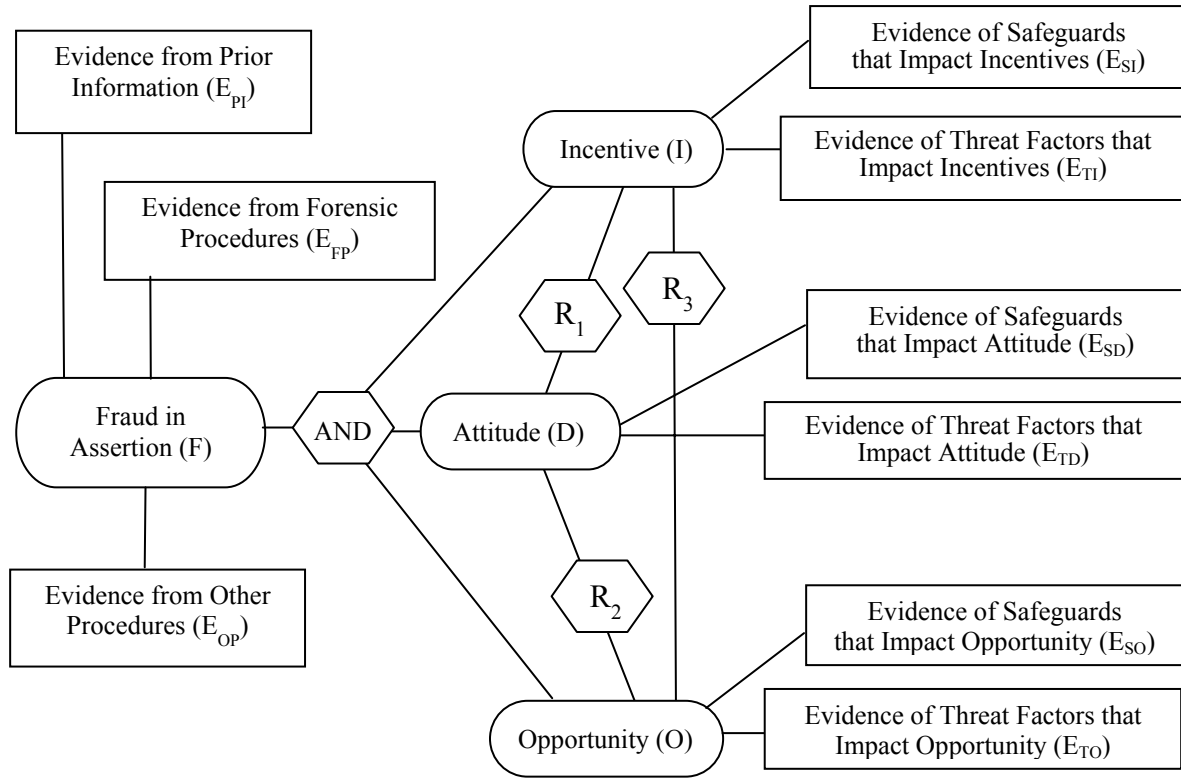 Evidence from Prior
Information (E_PI)
Evidence from Forensic
Procedures (E_FP)
Fraud in
Assertion (F)
Evidence from Other
Procedures (E_OP)
AND
Incentive (I)
R_1
R_3
Attitude (D)
R_2
Opportunity (O)
Evidence of Safeguards
that Impact Incentives (E_SI)
Evidence of Threat Factors that
Impact Incentives (E_TI)
Evidence of Safeguards
that Impact Attitude (E_SD)
Evidence of Threat Factors that
Impact Attitude (E_TD)
Evidence of Safeguards
that Impact Opportunity (E_SO)
Evidence of Threat Factors that
Impact Opportunity (E_TO)